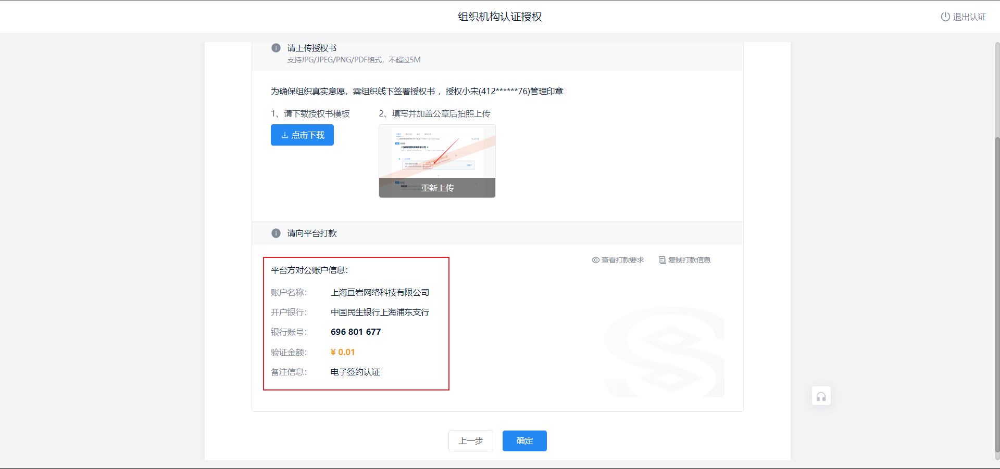 组织机构认证授权
退出认证
请上传授权书
支持JPG/JPEG/PNG/PDF格式，不超过5M
为确保组织真实意愿，需组织线下签署授权书 ，授权小宋(412******76)管理印章
1、请下载授权书模板
2、填写并加盖公章后拍照上传
点击下载
重新上传
请向平台打款
查看打款要求
复制打款信息
平台方对公账户信息：
账户名称： 上海亘岩网络科技有限公司
开户银行： 中国民生银行上海浦东支行
银行账号： 696 801 677
验证金额： ¥ 0.01
备注信息： 电子签约认证
上一步
确定